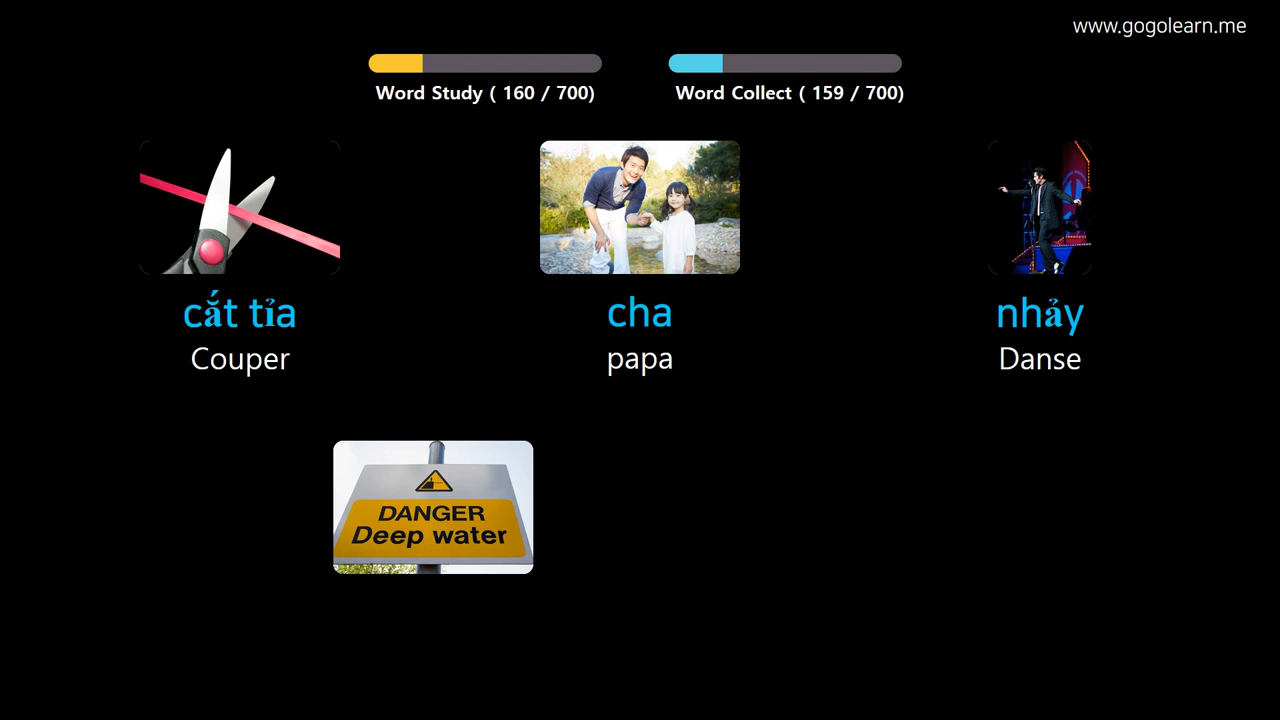 www.gogolearn.me
Word Study ( 160 / 700)
Word Collect ( 159 / 700)
cắt tỉa
Couper
cha
papa
nhảy
Danse
DANGER
Deep water